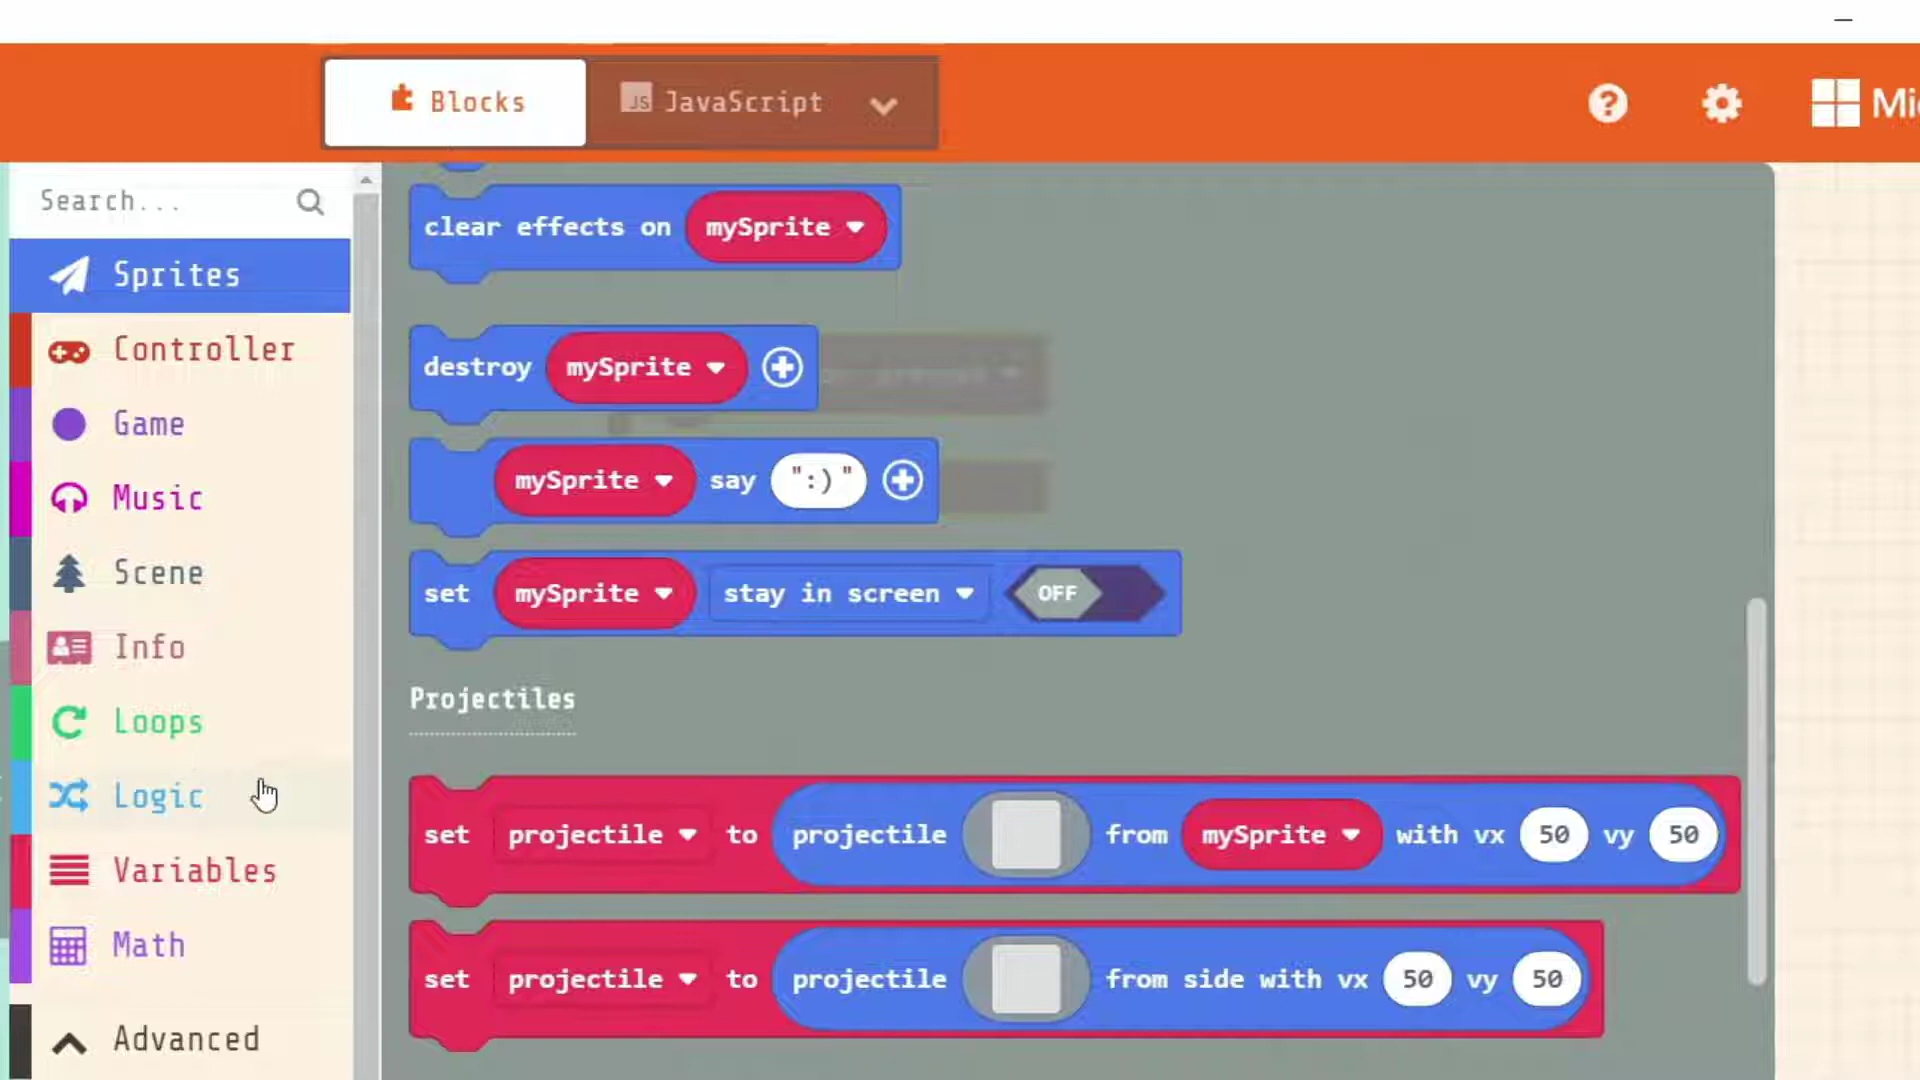 Blocks
JS JavaScript
Mic
Search...
Sprites
Controller
Game
Music
Scene
Info
Loops
Logic
Variables
Math
Advanced
clear effects on mySprite
destroy mySprite
mySprite say ":)"
set mySprite stay in screen OFF
Projectiles
set projectile to projectile from mySprite with vx 50 vy 50
set projectile to projectile from side with vx 50 vy 50